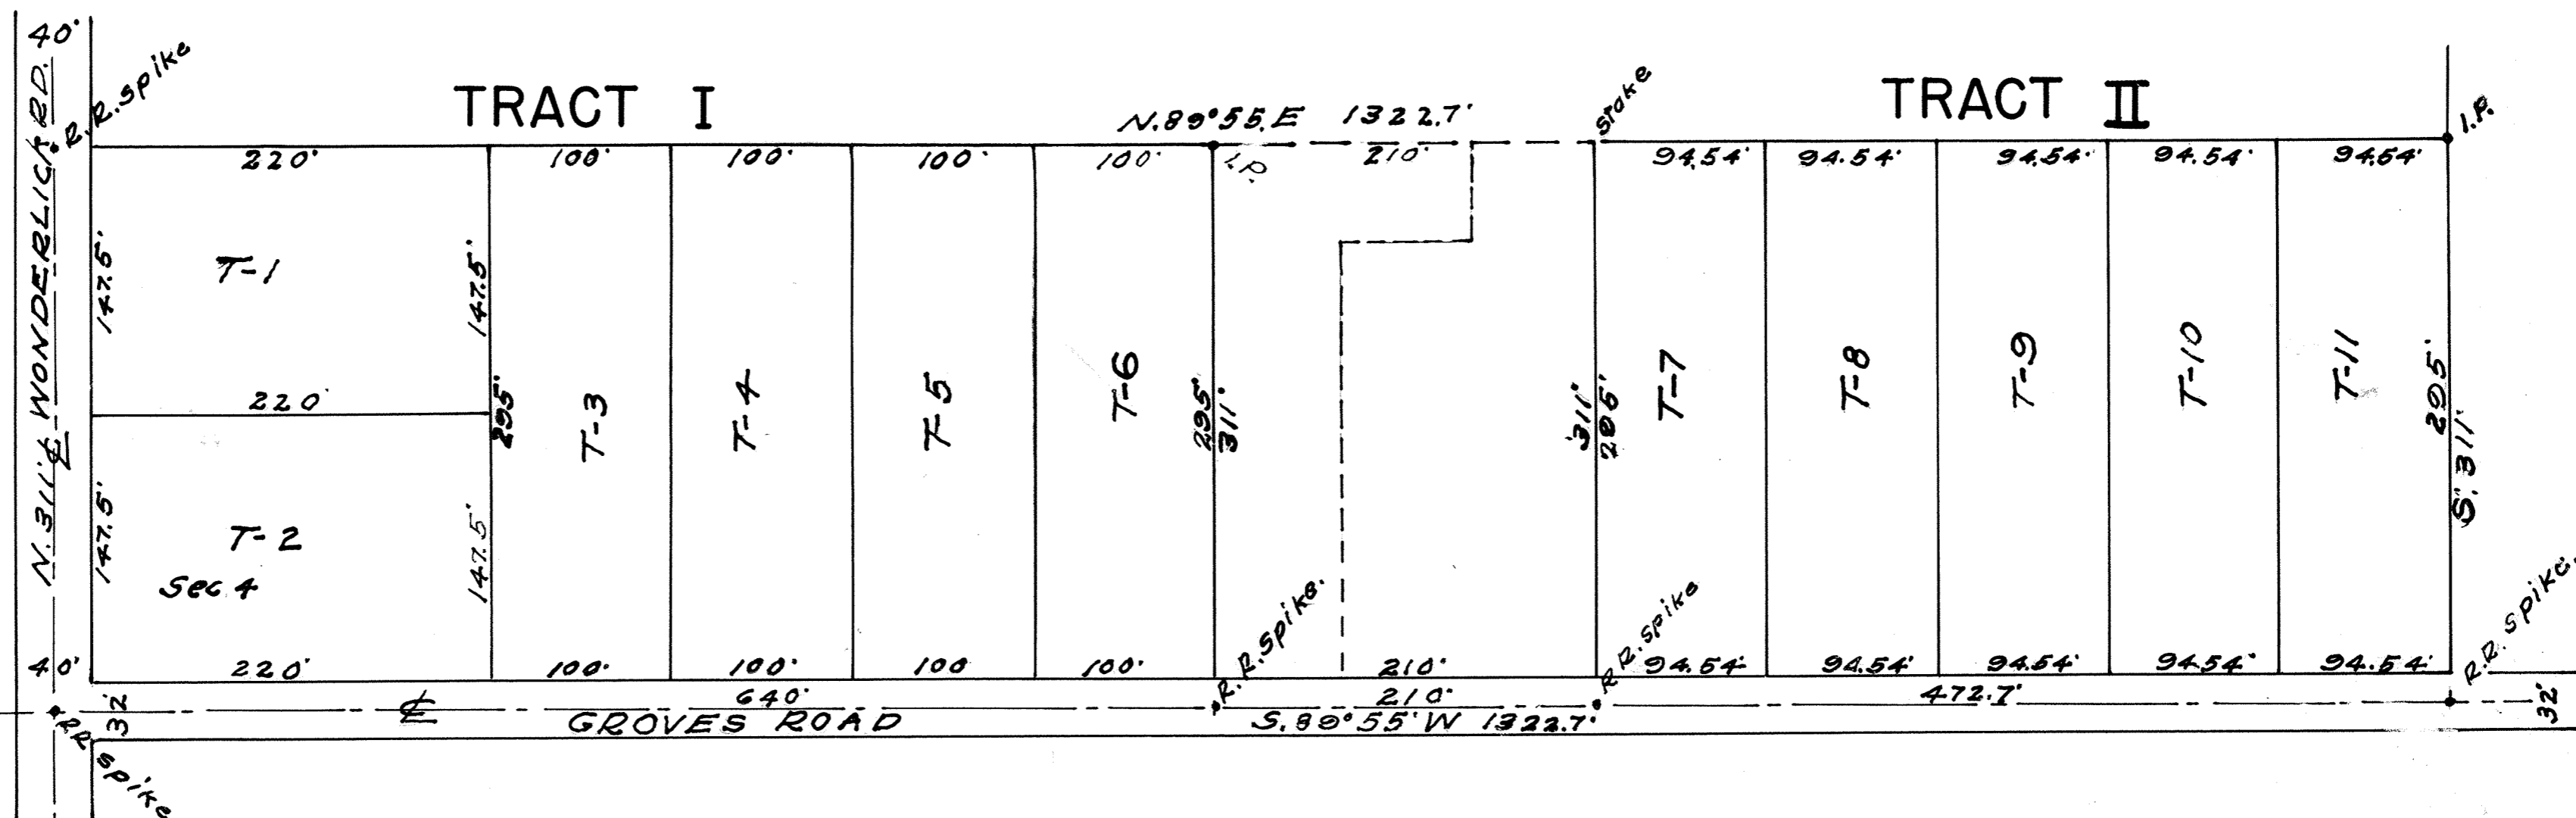 40'
R.R. Spike
N. 311' ℄ WONDERLICK RD.
TRACT I
N. 89° 55. E 1322.7'
stake
TRACT II
I.P.
220'
100'
100'
100'
100'
I.P.
210'
94.54'
94.54'
94.54'
94.54'
94.54'
147.5'
T-1
147.5'
220'
295'
T-3
T-4
T-5
T-6
295'
311'
311'
295'
T-7
T-8
T-9
T-10
T-11
295'
S. 311'
147.5'
T-2
Sec. 4
147.5'
40'
220'
100'
100'
100
100'
R.R. Spike.
210'
R.R. Spike
94.54'
94.54'
94.54'
94.54'
94.54'
R.R. Spike.
32'
℄
640'
GROVES ROAD
210'
S. 89° 55' W 1322.7'
472.7'
32'
R.R. Spike